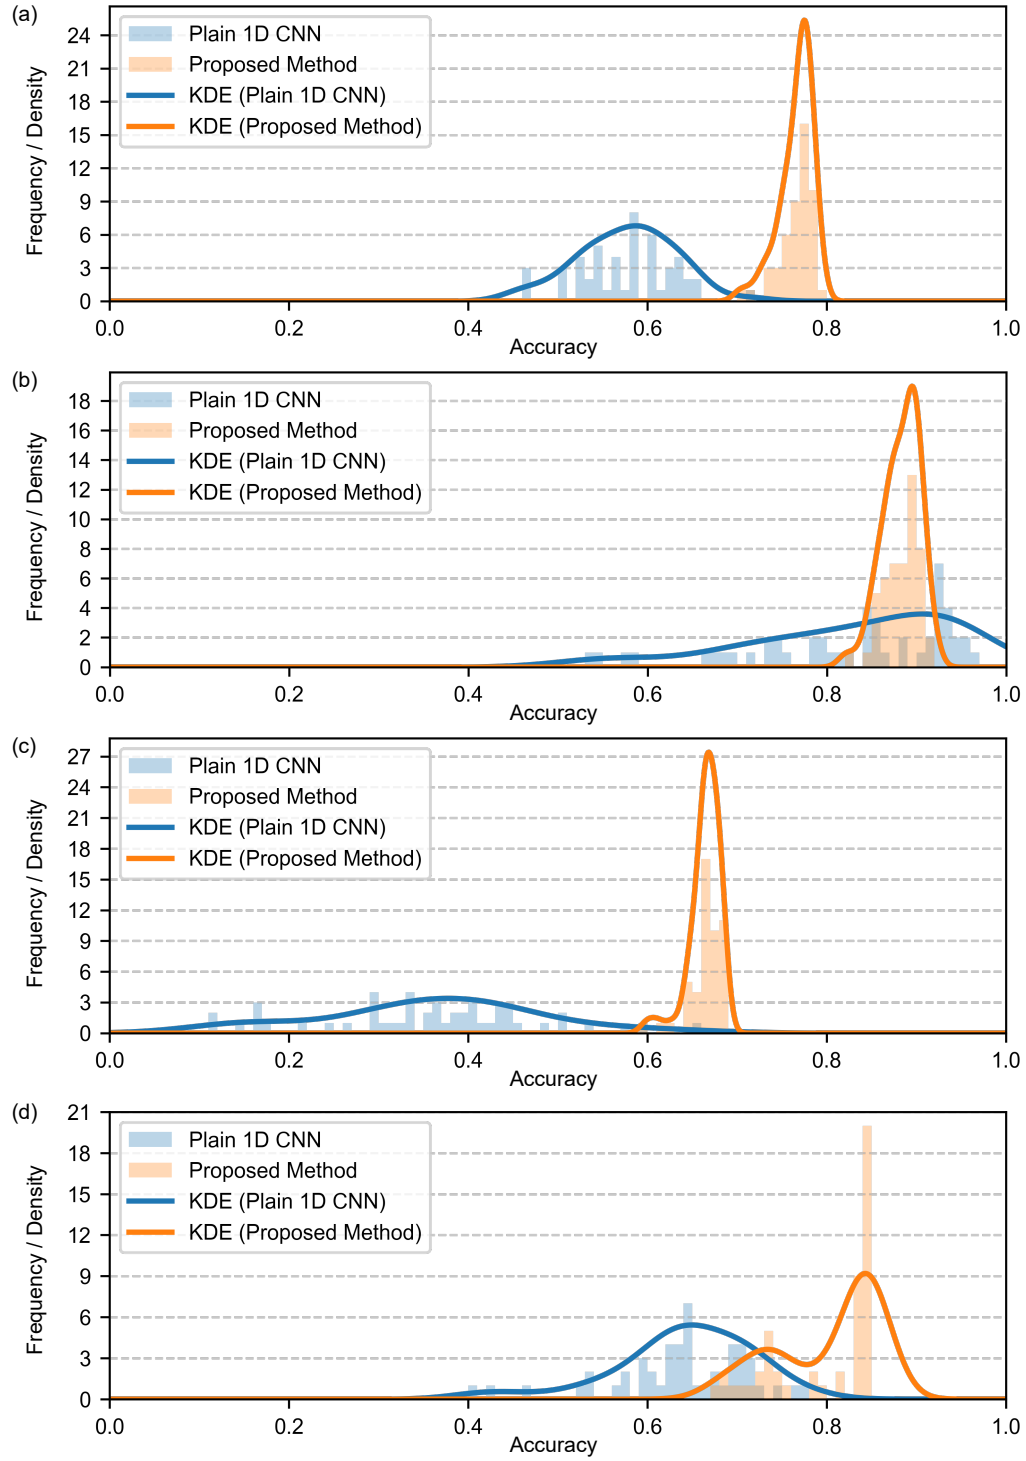 (a)
Frequency / Density
24
21
18
15
12
9
6
3
0
Plain 1D CNN
Proposed Method
KDE (Plain 1D CNN)
KDE (Proposed Method)
0.0 0.2 0.4 0.6 0.8 1.0
Accuracy
(b)
Frequency / Density
18
16
14
12
10
8
6
4
2
0
Plain 1D CNN
Proposed Method
KDE (Plain 1D CNN)
KDE (Proposed Method)
0.0 0.2 0.4 0.6 0.8 1.0
Accuracy
(c)
Frequency / Density
27
24
21
18
15
12
9
6
3
0
Plain 1D CNN
Proposed Method
KDE (Plain 1D CNN)
KDE (Proposed Method)
0.0 0.2 0.4 0.6 0.8 1.0
Accuracy
(d)
Frequency / Density
21
18
15
12
9
6
3
0
Plain 1D CNN
Proposed Method
KDE (Plain 1D CNN)
KDE (Proposed Method)
0.0 0.2 0.4 0.6 0.8 1.0
Accuracy